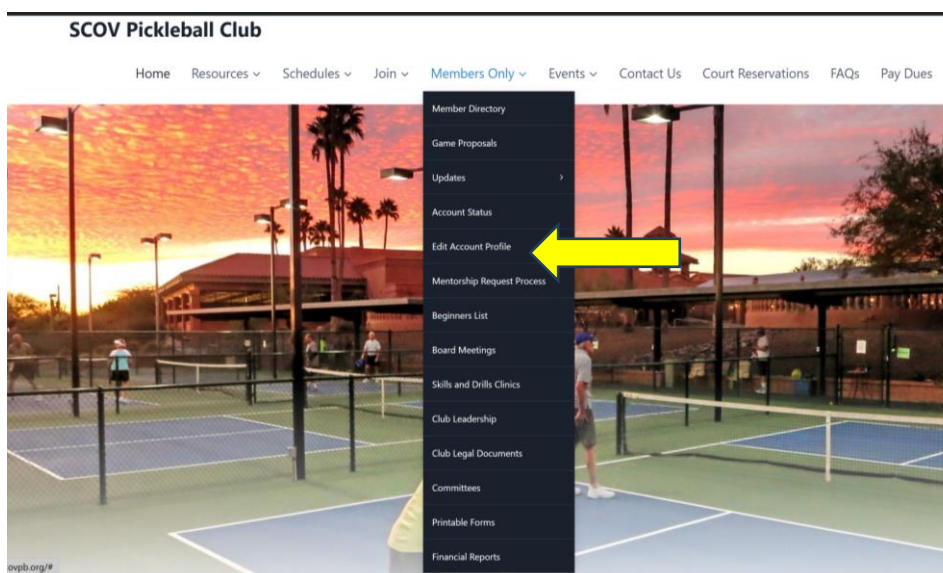 SCOV Pickleball Club
Home Resources Schedules Join Members Only Events Contact Us Court Reservations FAQs Pay Dues
Member Directory
Game Proposals
Updates
Account Status
Edit Account Profile
Mentorship Request Process
Beginners List
Board Meetings
Skills and Drills Clinics
Club Leadership
Club Legal Documents
Committees
Printable Forms
Financial Reports
ovpb.org/#